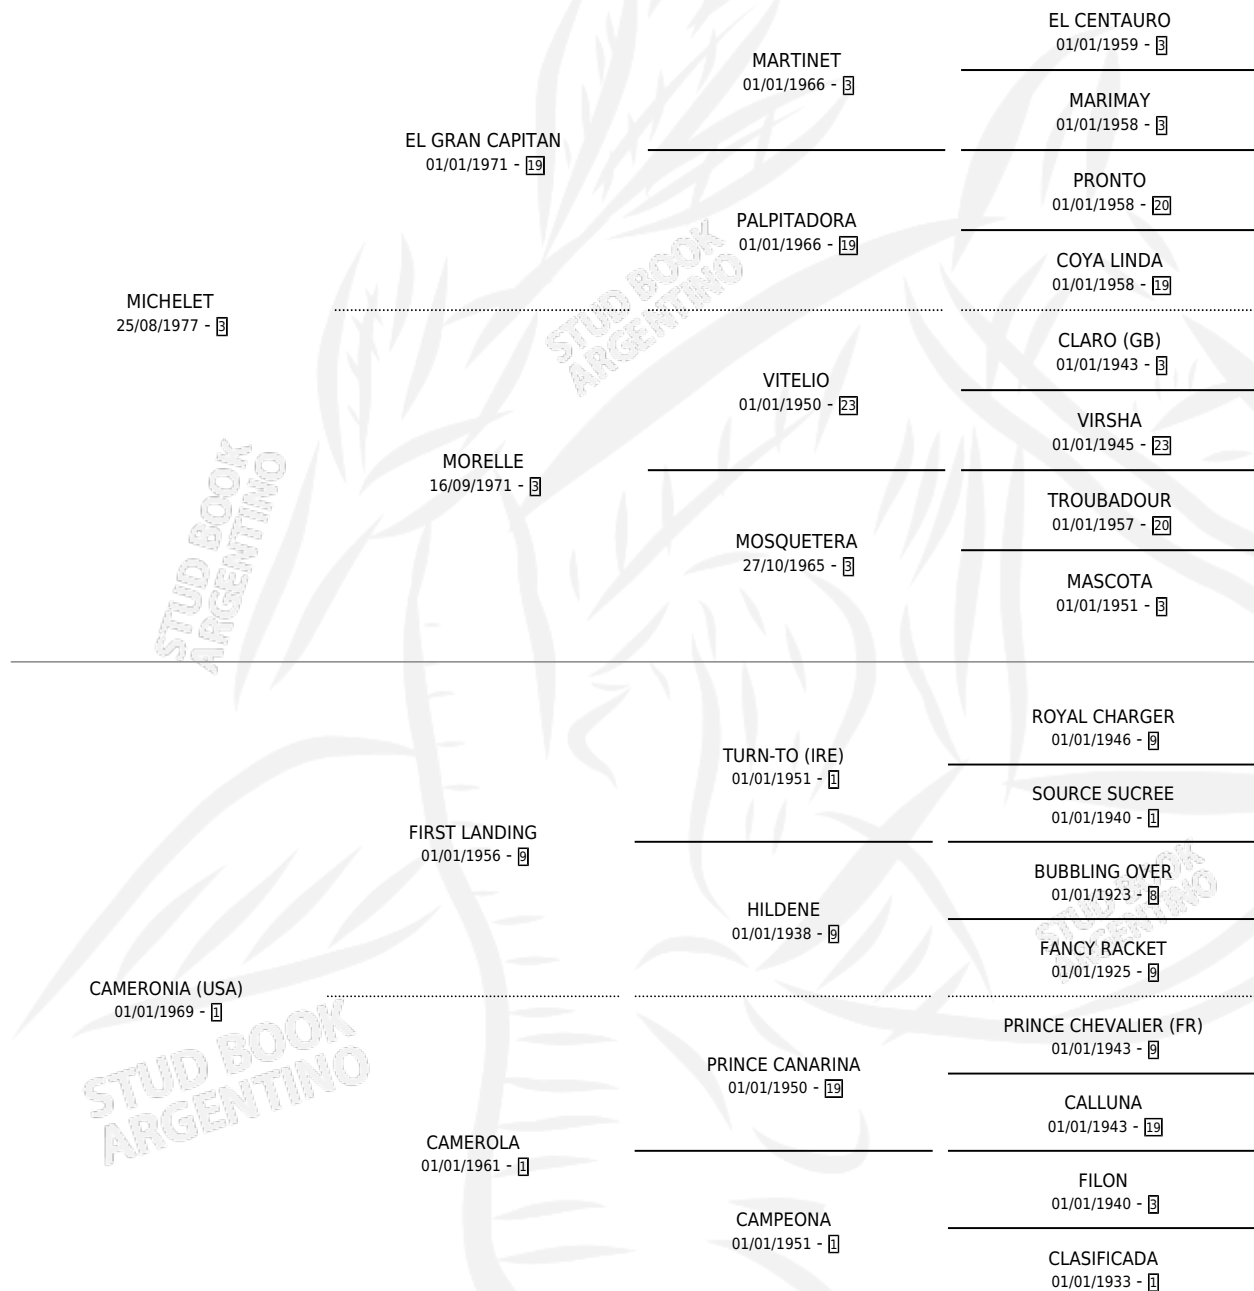 EL CENTAURO
01/01/1959 - 3
MARTINET
01/01/1966 - 3
MARIMAY
01/01/1958 - 3
EL GRAN CAPITAN
01/01/1971 - 19
PRONTO
01/01/1958 - 20
PALPITADORA
01/01/1966 - 19
COYA LINDA
01/01/1958 - 19
MICHELET
25/08/1977 - 3
CLARO (GB)
01/01/1943 - 3
VITELIO
01/01/1950 - 23
VIRSHA
01/01/1945 - 23
MORELLE
16/09/1971 - 3
TROUBADOUR
01/01/1957 - 20
MOSQUETERA
27/10/1965 - 3
MASCOTA
01/01/1951 - 3
STUD BOOK
ARGENTINO
STUD BOOK
ARGENTINO
ROYAL CHARGER
01/01/1946 - 9
TURN-TO (IRE)
01/01/1951 - 1
SOURCE SUCREE
01/01/1940 - 1
FIRST LANDING
01/01/1956 - 9
BUBBLING OVER
01/01/1923 - 8
HILDENE
01/01/1938 - 9
FANCY RACKET
01/01/1925 - 9
CAMERONIA (USA)
01/01/1969 - 1
PRINCE CHEVALIER (FR)
01/01/1943 - 9
PRINCE CANARINA
01/01/1950 - 19
CALLUNA
01/01/1943 - 19
CAMEROLA
01/01/1961 - 1
FILON
01/01/1940 - 3
CAMPEONA
01/01/1951 - 1
CLASIFICADA
01/01/1933 - 1
STUD BOOK
ARGENTINO
STUD BOOK
ARGENTINO